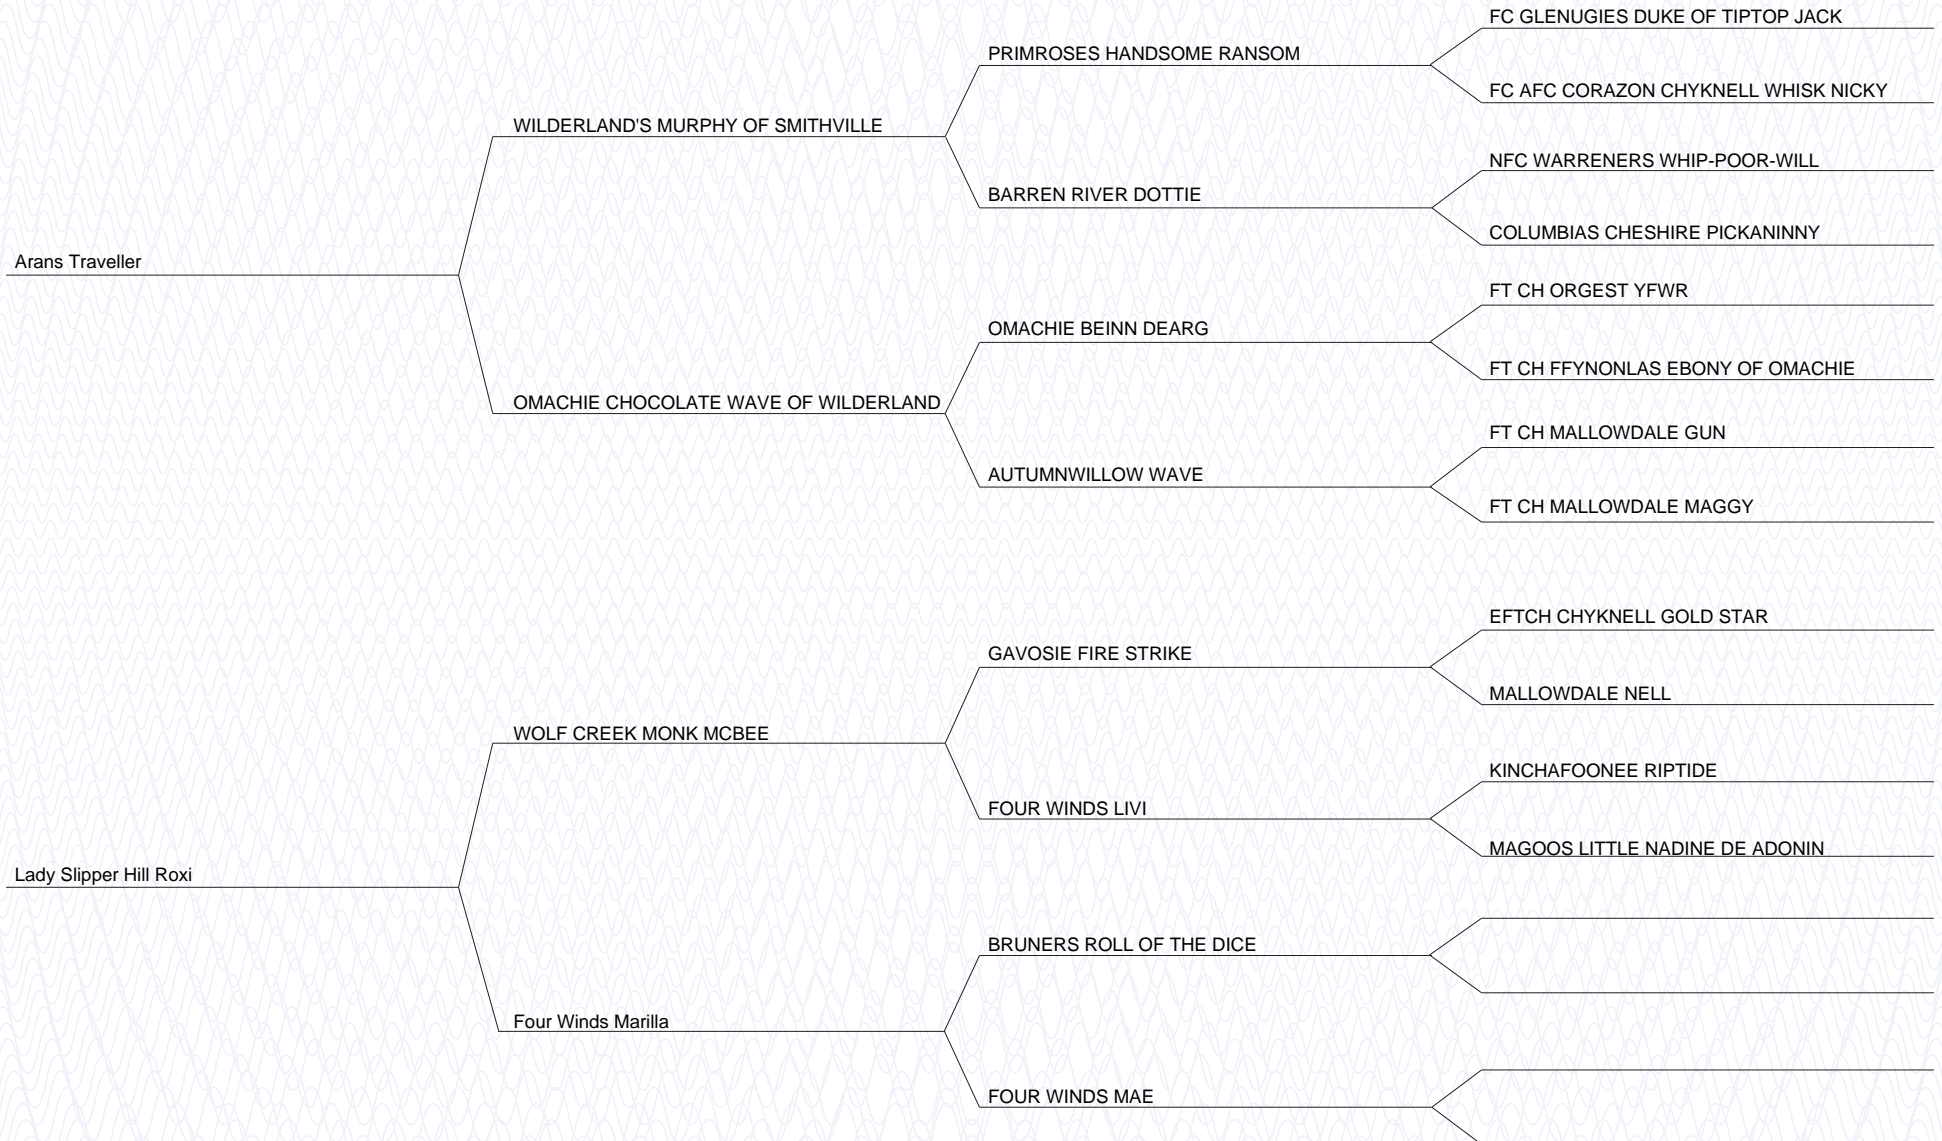 FC GLENUGIES DUKE OF TIPTOP JACK
PRIMROSES HANDSOME RANSOM
FC AFC CORAZON CHYKNELL WHISK NICKY
WILDERLAND'S MURPHY OF SMITHVILLE
NFC WARRENERS WHIP-POOR-WILL
BARREN RIVER DOTTIE
COLUMBIAS CHESHIRE PICKANINNY
Arans Traveller
FT CH ORGEST YFWR
OMACHIE BEINN DEARG
FT CH FFYNONLAS EBONY OF OMACHIE
OMACHIE CHOCOLATE WAVE OF WILDERLAND
FT CH MALLOWDALE GUN
AUTUMNWILLOW WAVE
FT CH MALLOWDALE MAGGY
EFTCH CHYKNELL GOLD STAR
GAVOSIE FIRE STRIKE
MALLOWDALE NELL
WOLF CREEK MONK MCBEE
KINCHAFOONEE RIPTIDE
FOUR WINDS LIVI
MAGOOS LITTLE NADINE DE ADONIN
Lady Slipper Hill Roxi
BRUNERS ROLL OF THE DICE
Four Winds Marilla
FOUR WINDS MAE